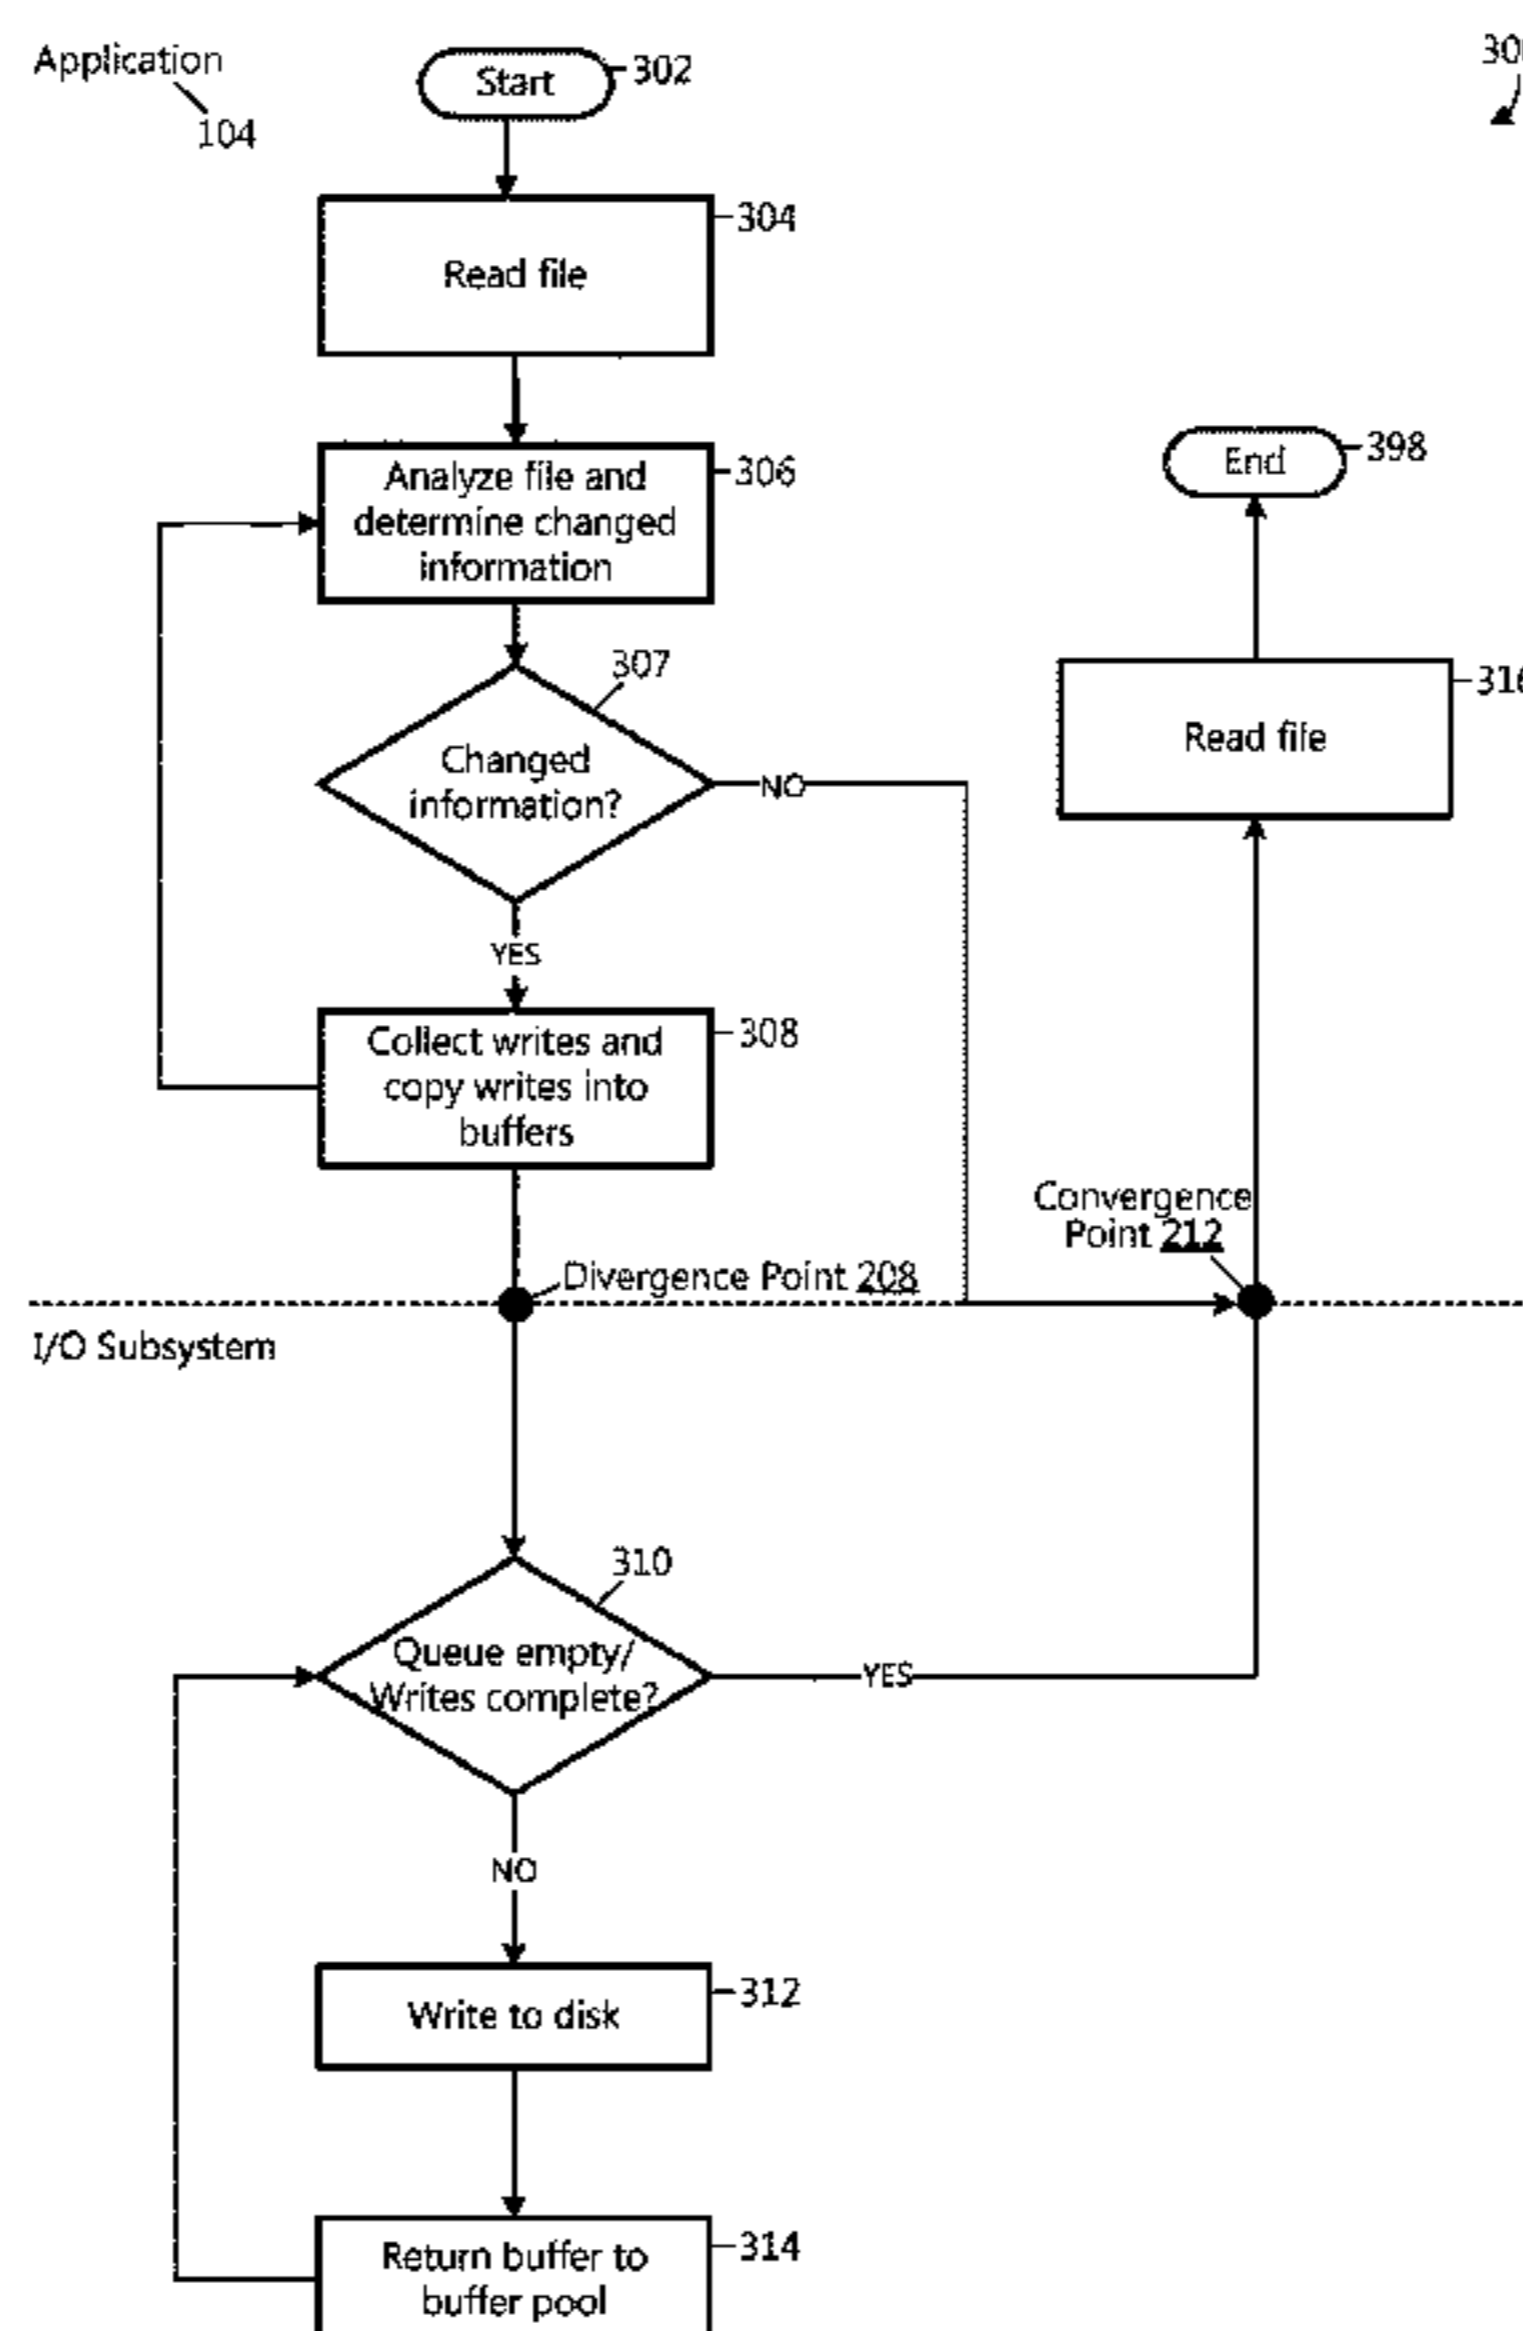 Application
104
Start
302
Read file
304
Analyze file and
determine changed
information
306
End
398
307
Changed
information?
NO
Read file
YES
Collect writes and
copy writes into
buffers
308
Convergence
Point 212
Divergence Point 208
I/O Subsystem
310
Queue empty/
Writes complete?
YES
NO
Write to disk
312
Return buffer to
buffer pool
314